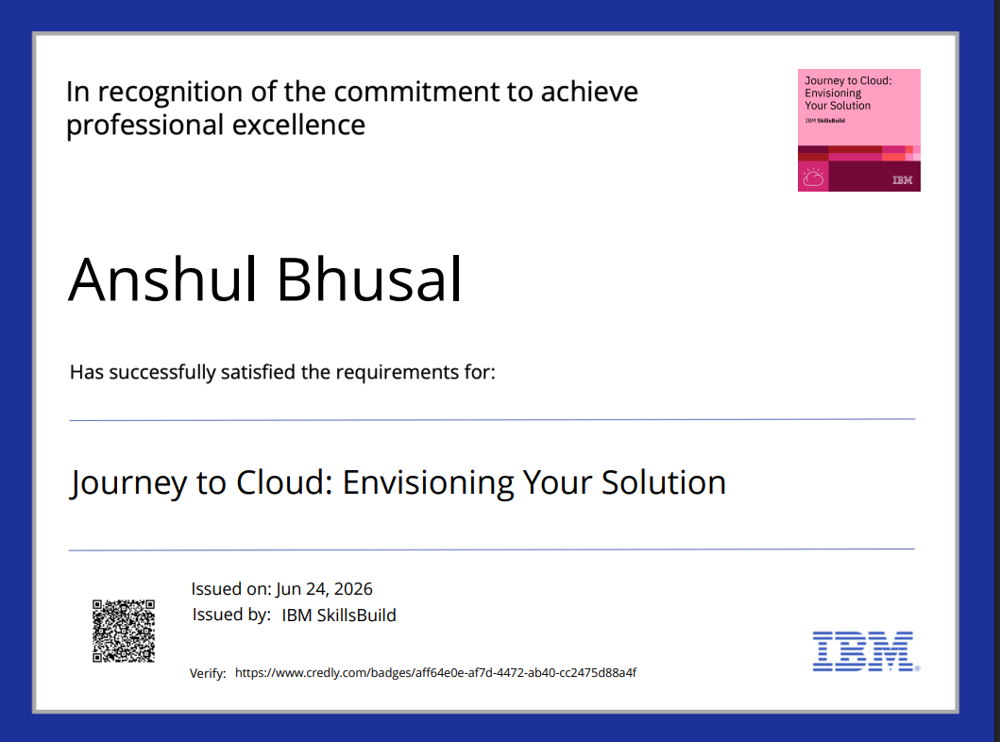 In recognition of the commitment to achieve
professional excellence
Journey to Cloud:
Envisioning
Your Solution
IBM SkillsBuild
IBM
Anshul Bhusal
Has successfully satisfied the requirements for:
Journey to Cloud: Envisioning Your Solution
Issued on: Jun 24, 2026
Issued by: IBM SkillsBuild
Verify: https://www.credly.com/badges/aff64e0e-af7d-4472-ab40-cc2475d88a4f
IBM®